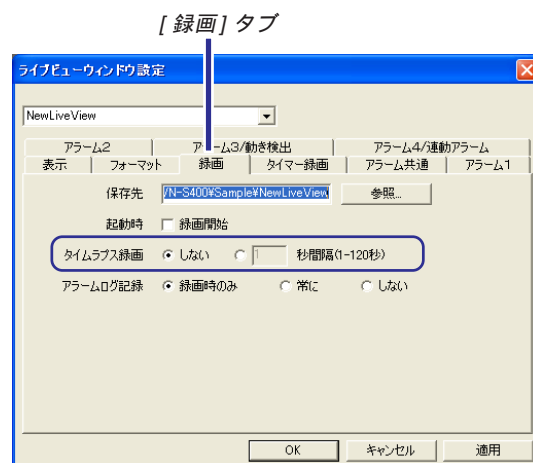 [ 録画] タブ
ライブビューウィンドウ設定
NewLiveView
アラーム2 アラーム3/動き検出 アラーム4/連動アラーム
表示 フォーマット 録画 タイマー録画 アラーム共通 アラーム1
保存先 /N-S400¥Sample¥NewLiveView 参照...
起動時 録画開始
タイムラプス録画 しない 1 秒間隔(1-120秒)
アラームログ記録 録画時のみ 常に しない
OK キャンセル 適用